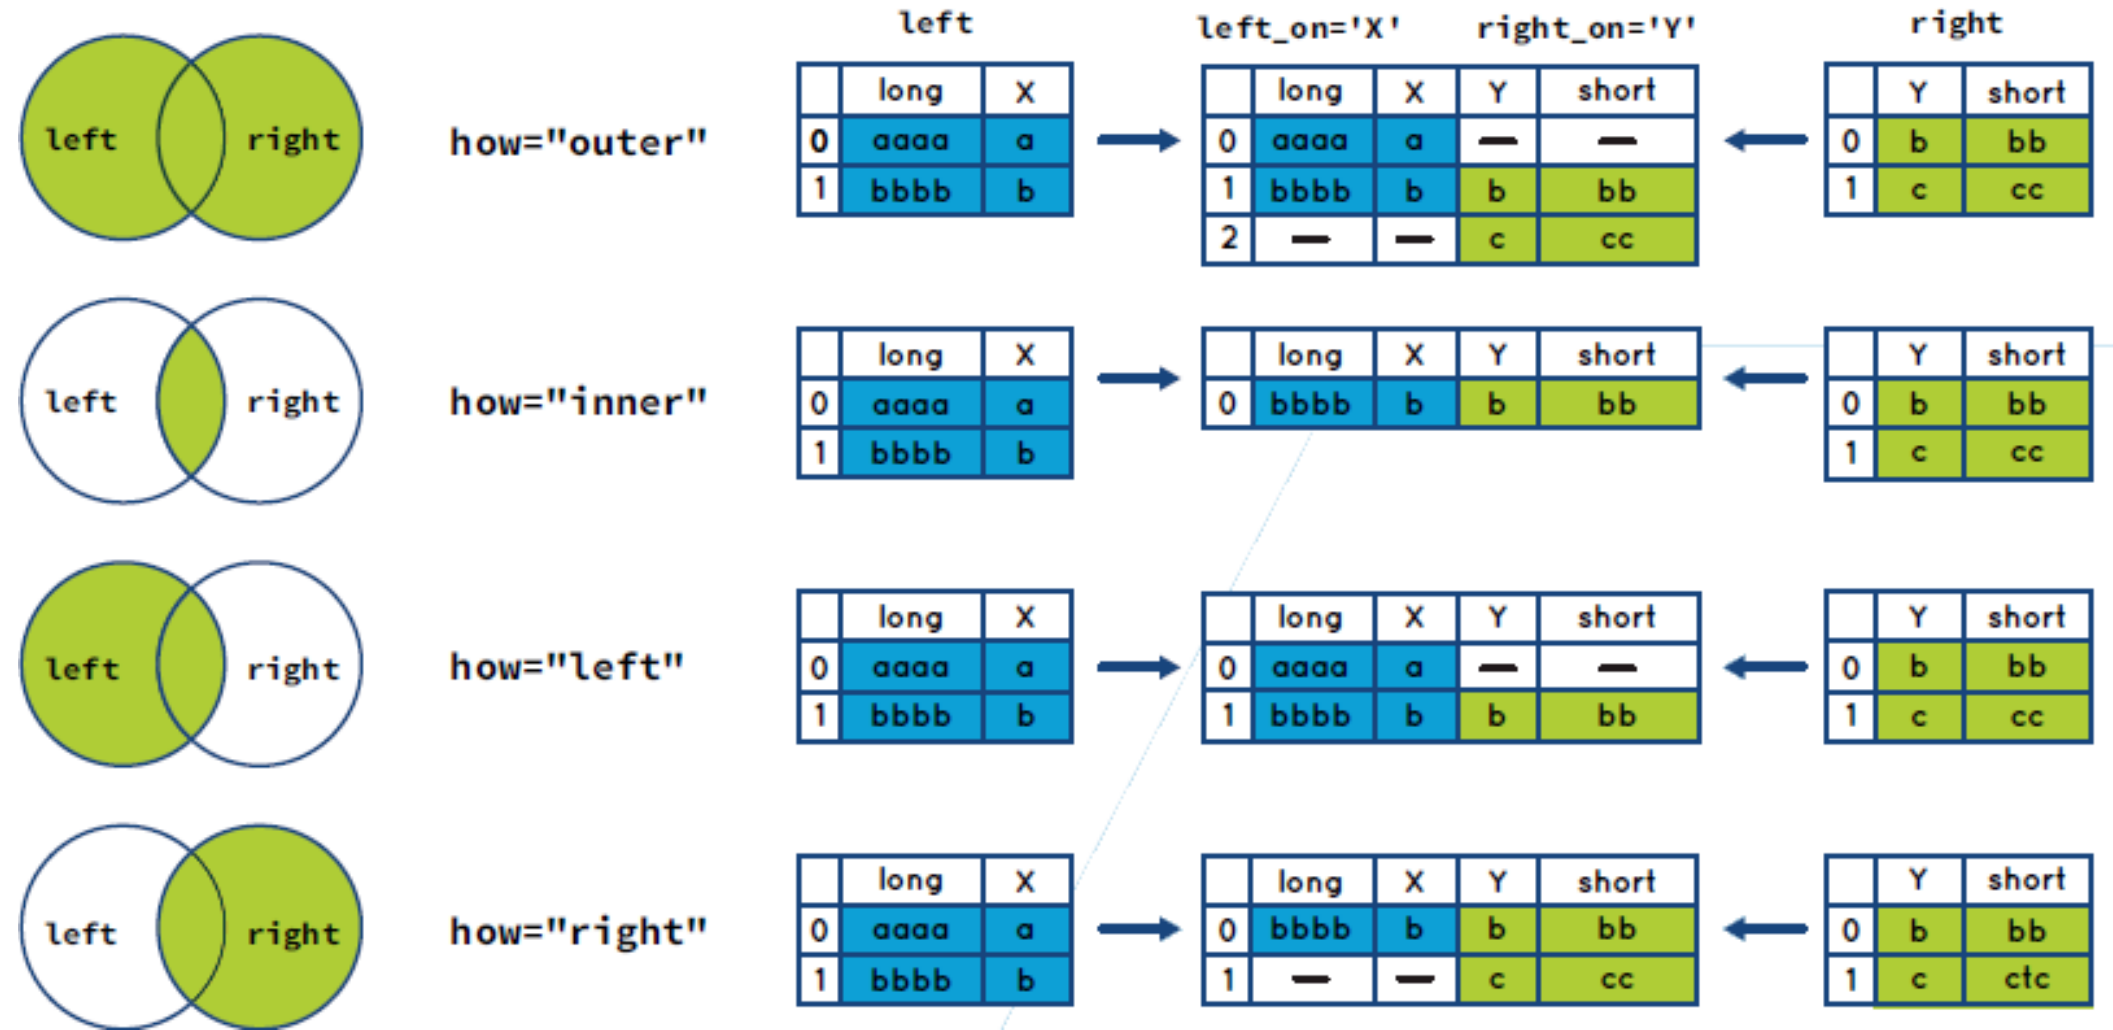 left left_on='X' right_on='Y' right
left right how="outer"
long X long X Y short Y short
0 aaaa a 0 aaaa a — — 0 b bb
1 bbbb b 1 bbbb b b bb 1 c cc
2 — — c cc
left right how="inner"
long X long X Y short Y short
0 aaaa a 0 bbbb b b bb 0 b bb
1 bbbb b 1 c cc
left right how="left"
long X long X Y short Y short
0 aaaa a 0 aaaa a — — 0 b bb
1 bbbb b 1 bbbb b b bb 1 c cc
left right how="right"
long X long X Y short Y short
0 aaaa a 0 bbbb b b bb 0 b bb
1 bbbb b 1 — — c cc 1 c ctc